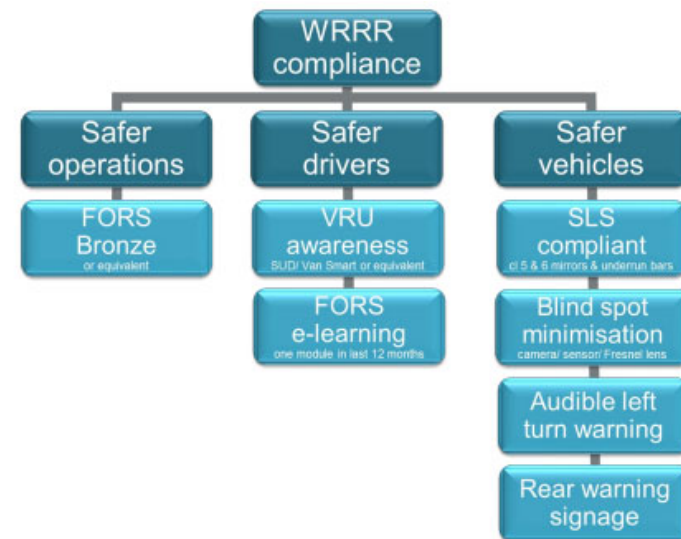 WRRR
compliance
Safer
operations
Safer
drivers
Safer
vehicles
FORS
Bronze
or equivalent
VRU
awareness
SUD/ Van Smart or equivalent
SLS
compliant
cl 5 & 6 mirrors & underrun bars
FORS
e-learning
one module in last 12 months
Blind spot
minimisation
camera/ sensor/ Fresnel lens
Audible left
turn warning
Rear warning
signage